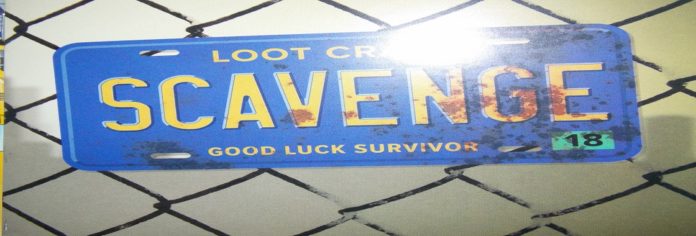 LOOT
SCAVENGE
GOOD LUCK SURVIVOR
18